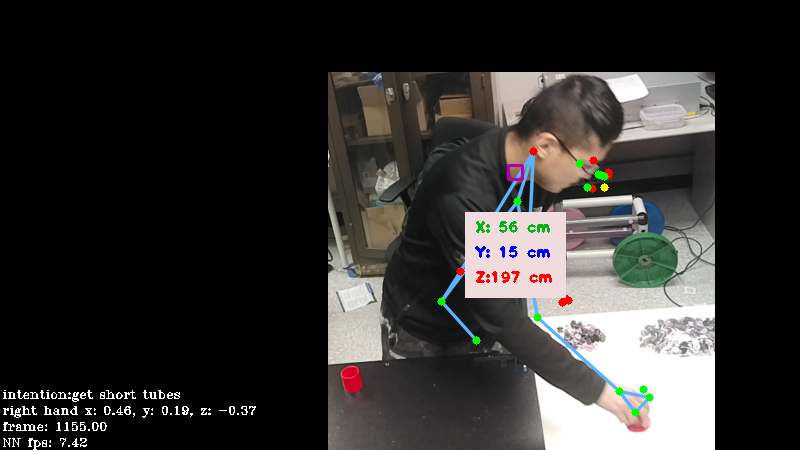 X: 56 cm
Y: 15 cm
Z:197 cm
intention:get short tubes
right hand x: 0.46, y: 0.19, z: -0.37
frame: 1155.00
NN fps: 7.42